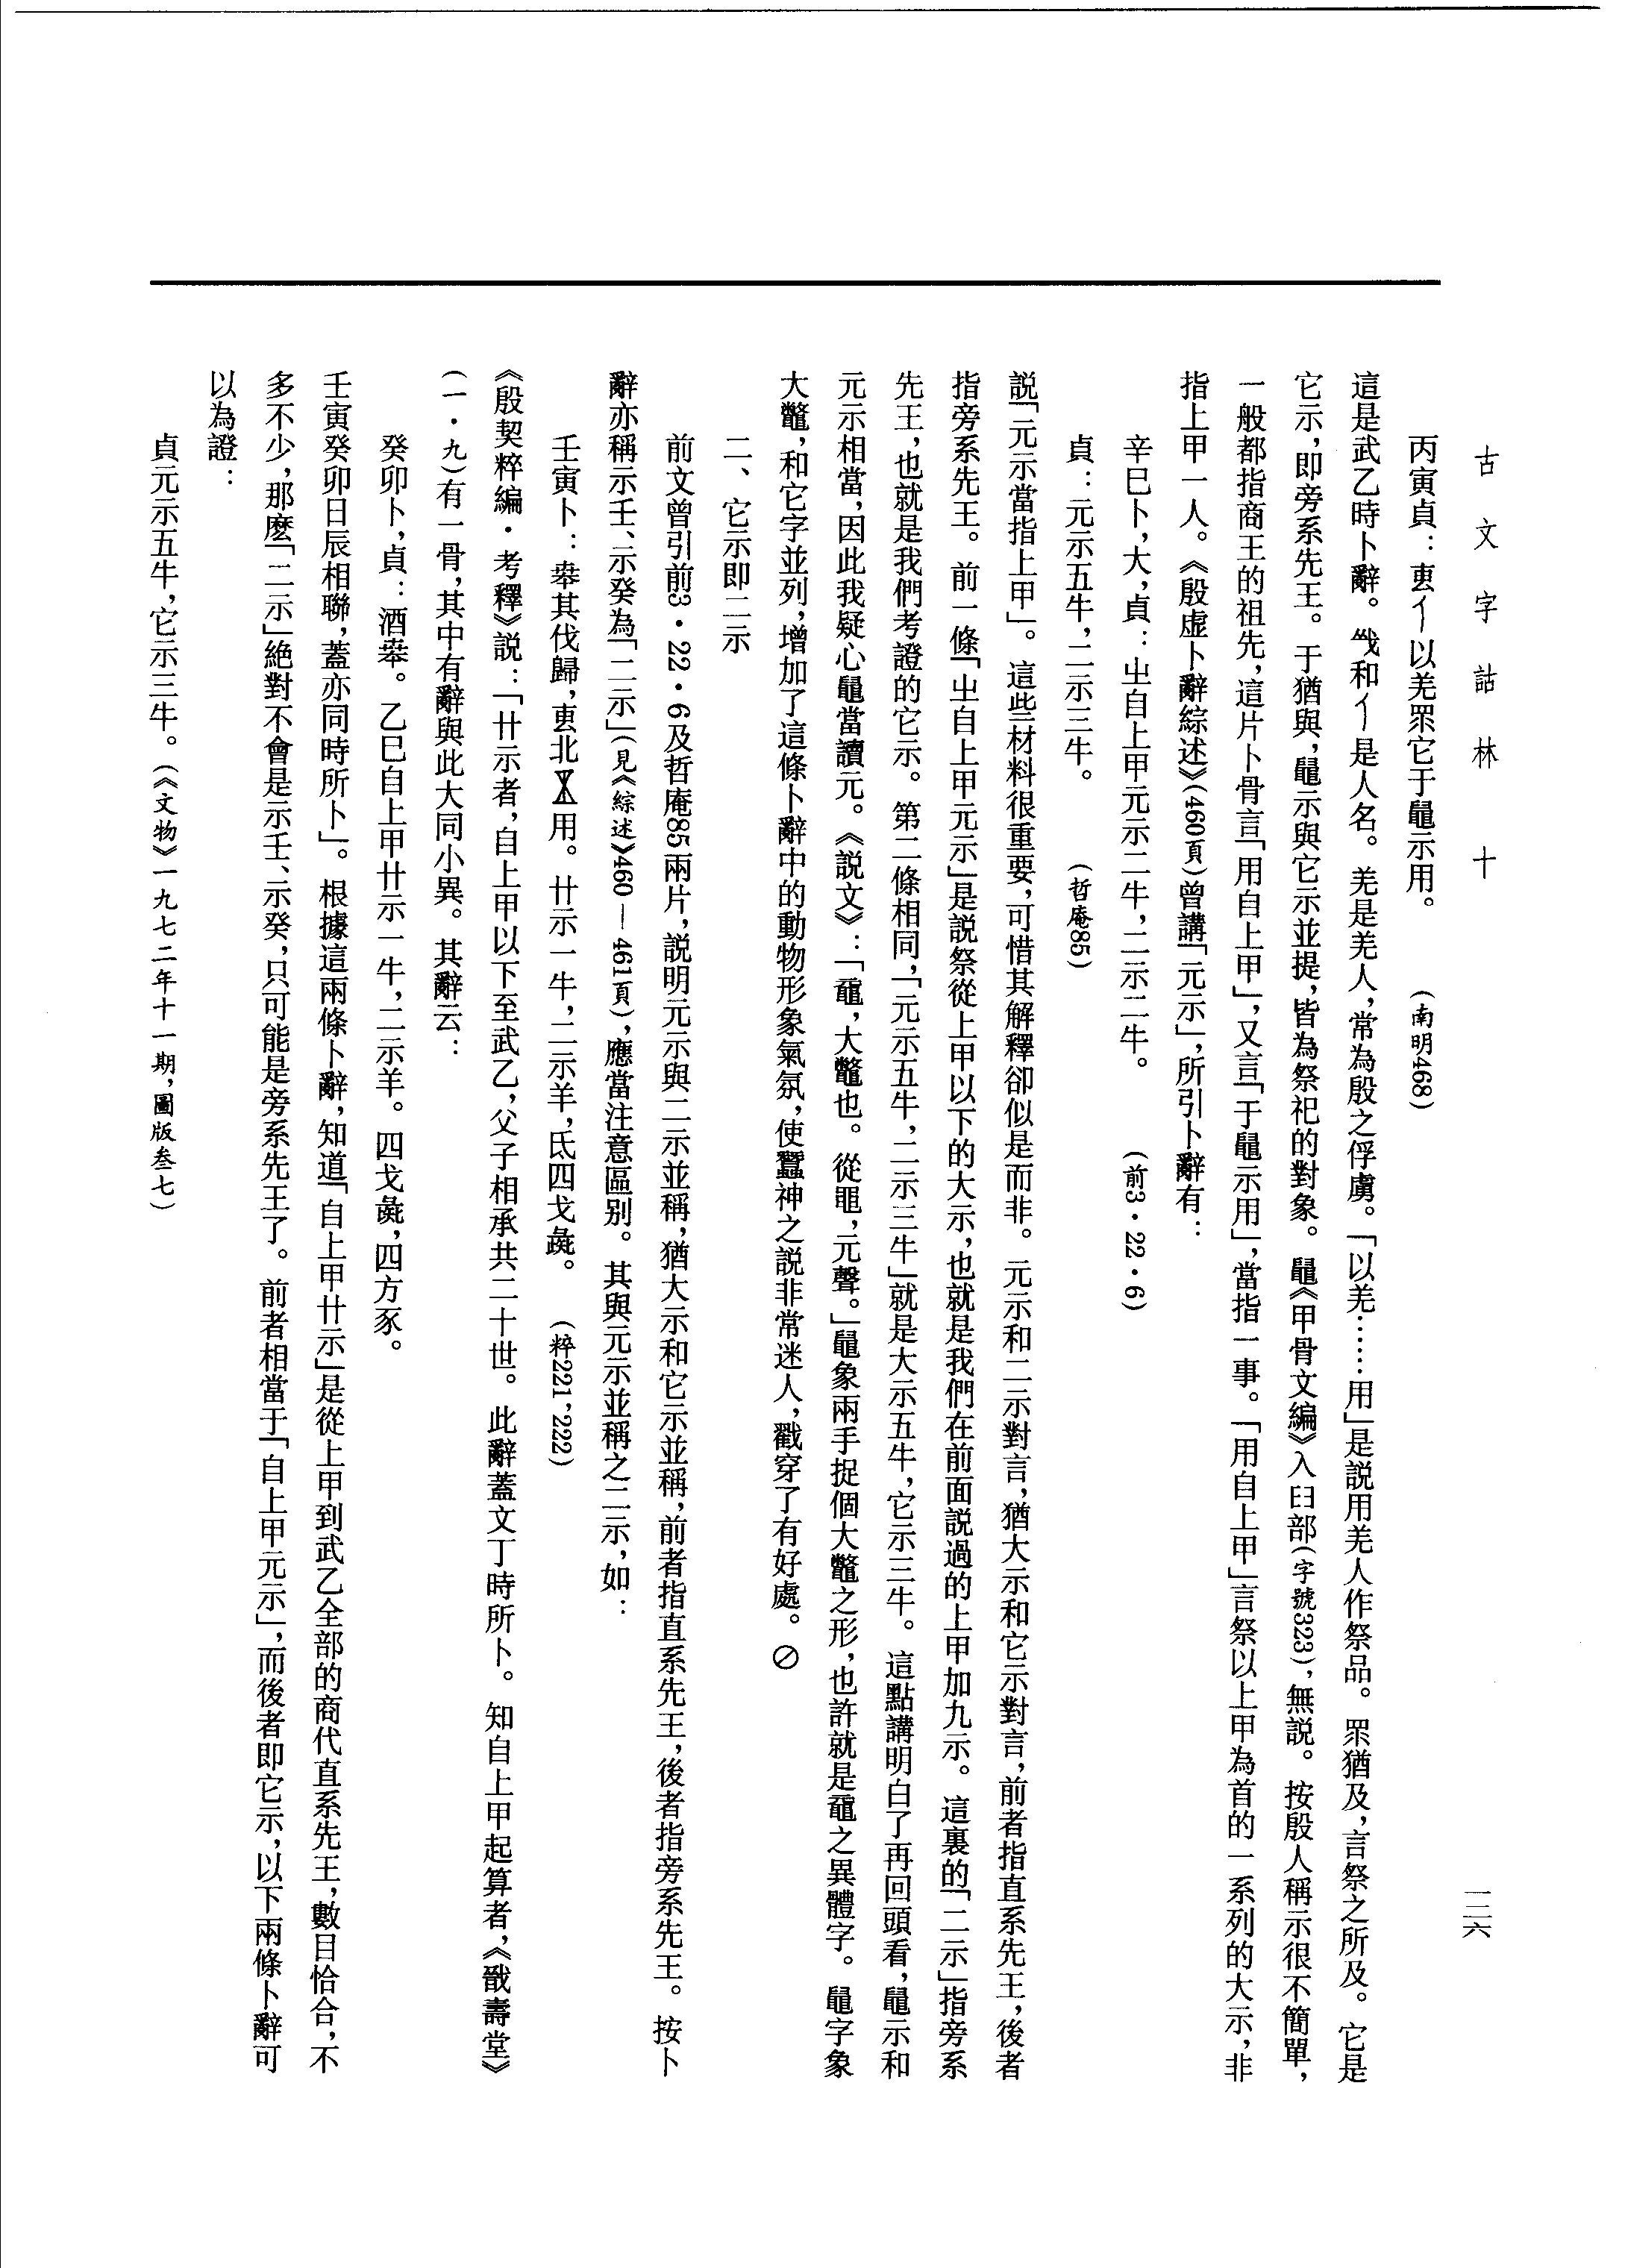 古文字詁林 十
三六
丙寅貞：叀亻以羌眔它于鼂示用。 （南明468）
這是武乙時卜辭。𢦏和亻是人名。羌是羌人，常為殷之俘虜。「以羌……用」是説用羌人作祭品。眔猶及，言祭之所及。它是
它示，即旁系先王。于猶與，鼂示與它示並提，皆為祭祀的對象。鼂《甲骨文編》入𦥑部（字號323），無説。按殷人稱示很不簡單，
一般都指商王的祖先，這片卜骨言「用自上甲」，又言「于鼂示用」，當指一事。「用自上甲」言祭以上甲為首的一系列的大示，非
指上甲一人。《殷虛卜辭綜述》（460頁）曾講「元示」，所引卜辭有：
辛巳卜，大，貞：㞢自上甲元示二牛，二示二牛。 （前3·22·6）
貞：元示五牛，二示三牛。 （哲庵85）
説「元示當指上甲」。這些材料很重要，可惜其解釋卻似是而非。元示和二示對言，猶大示和它示對言，前者指直系先王，後者
指旁系先王。前一條「㞢自上甲元示」是説祭從上甲以下的大示，也就是我們在前面説過的上甲加九示。這裏的「二示」指旁系
先王，也就是我們考證的它示。第二條相同，「元示五牛，二示三牛」就是大示五牛，它示三牛。這點講明白了再回頭看，鼂示和
元示相當，因此我疑心鼂當讀元。《説文》：「黿，大鼈也。從黽，元聲。」鼂象兩手捉個大鼈之形，也許就是黿之異體字。鼂字象
大鼈，和它字並列，增加了這條卜辭中的動物形象氣氛，使蠶神之説非常迷人，戳穿了有好處。⊘
二、它示即二示
前文曾引前3·22·6及哲庵85兩片，説明元示與二示並稱，猶大示和它示並稱，前者指直系先王，後者指旁系先王。按卜
辭亦稱示壬、示癸為「二示」（見《綜述》460—461頁），應當注意區別。其與元示並稱之二示，如：
壬寅卜：𠦪其伐歸，叀北用。廿示一牛，二示羊，氐四戈彘。 （粹221，222）
《殷契粹編·考釋》説：「廿示者，自上甲以下至武乙，父子相承共二十世。此辭蓋文丁時所卜。知自上甲起算者，《戩壽堂》
（一·九）有一骨，其中有辭與此大同小異。其辭云：
癸卯卜，貞：酒𠦪。乙巳自上甲廿示一牛，二示羊。四戈彘，四方豕。
壬寅癸卯日辰相聯，蓋亦同時所卜」。根據這兩條卜辭，知道「自上甲廿示」是從上甲到武乙全部的商代直系先王，數目恰合，不
多不少，那麼「二示」絕對不會是示壬、示癸，只可能是旁系先王了。前者相當于「自上甲元示」，而後者即它示，以下兩條卜辭可
以為證：
貞元示五牛，它示三牛。（《文物》一九七二年十一期，圖版叁七）